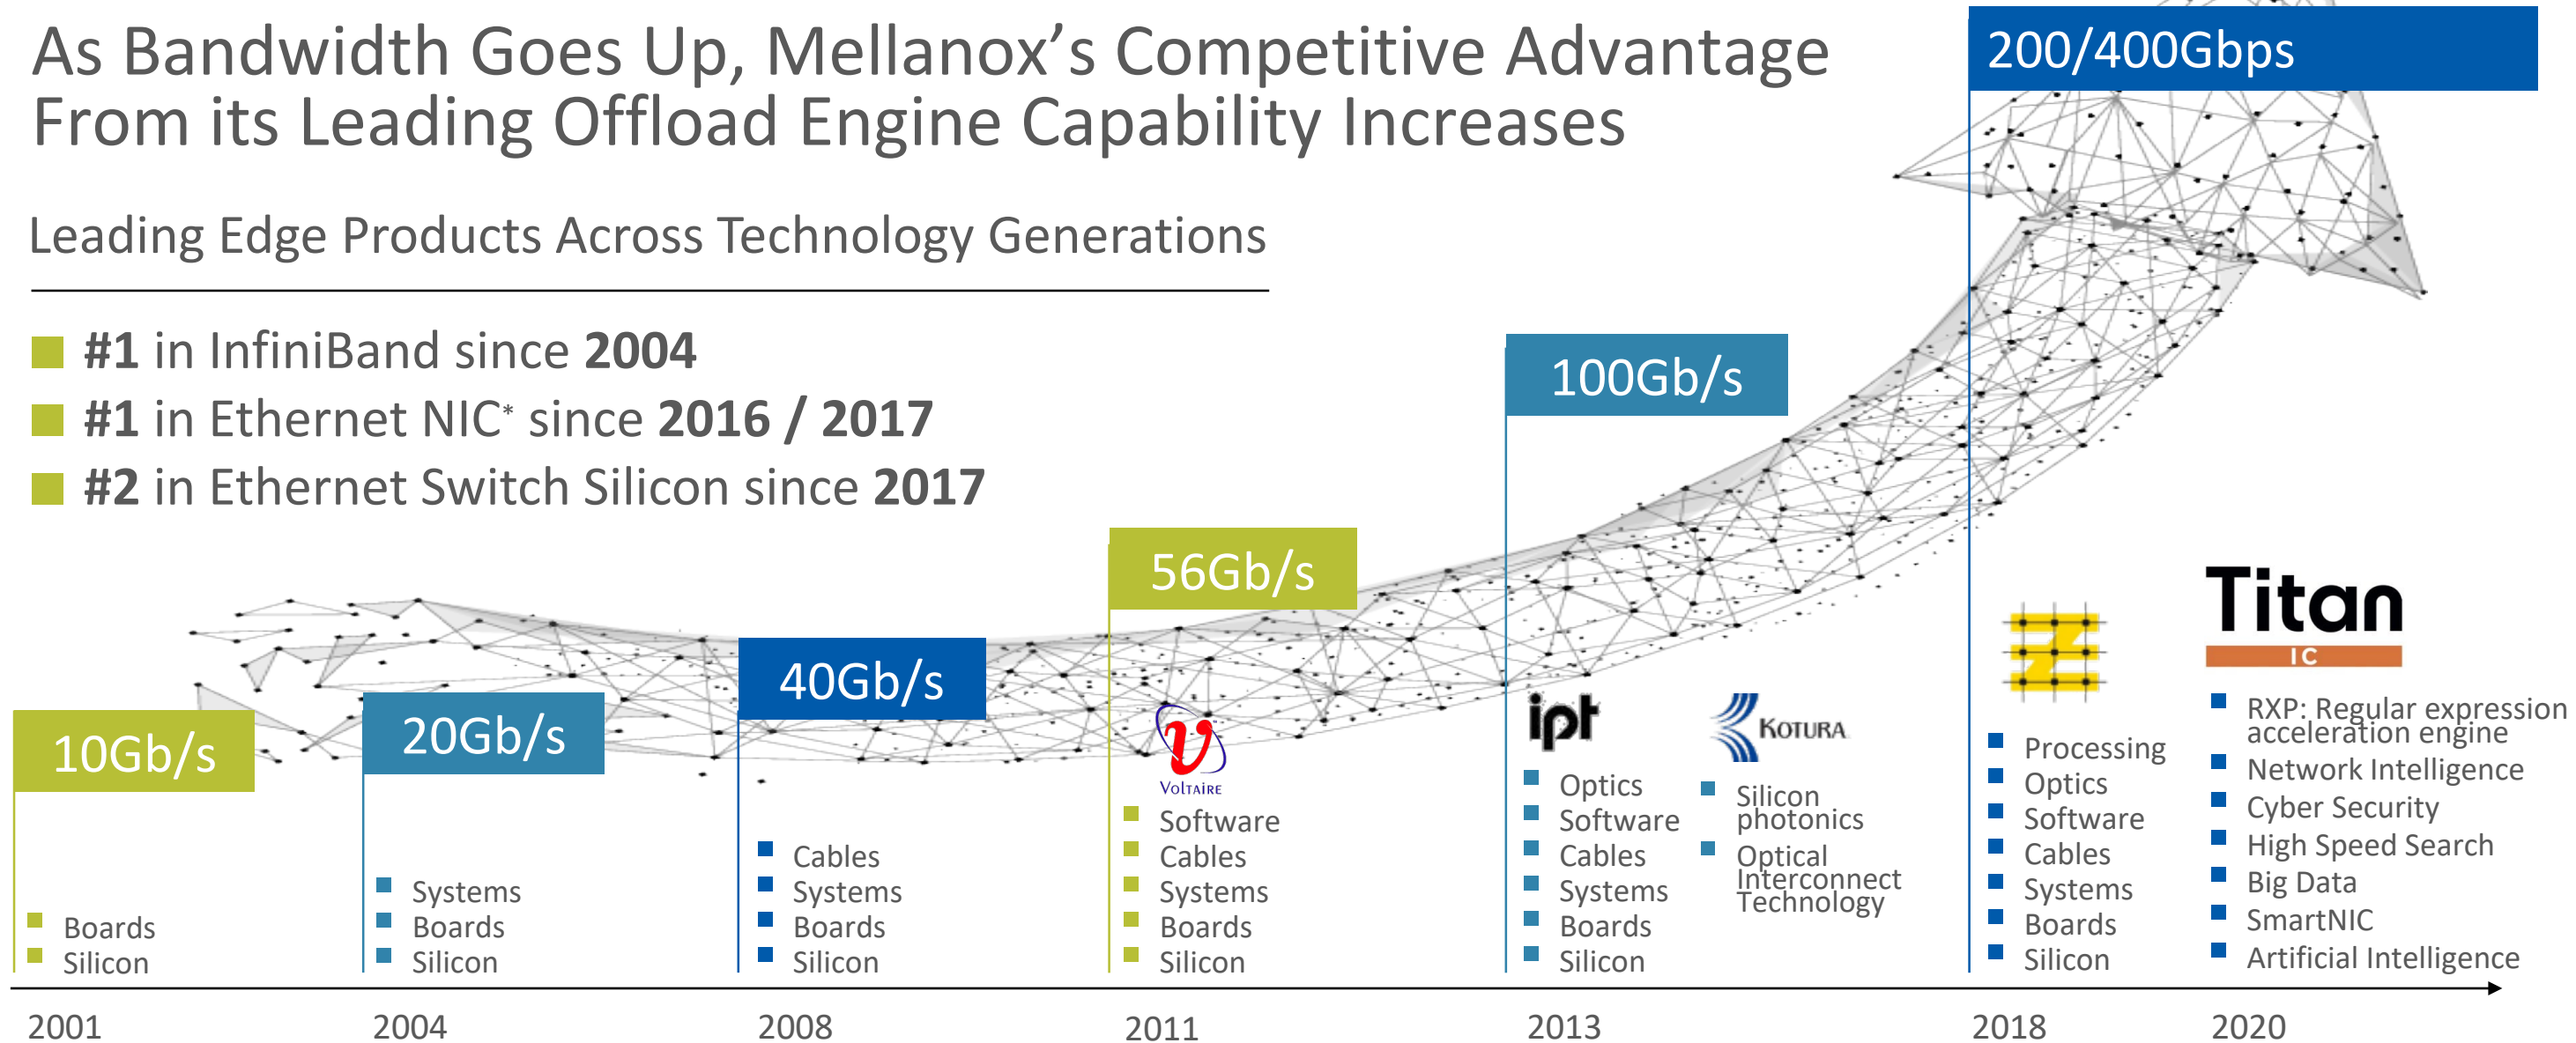 As Bandwidth Goes Up, Mellanox's Competitive Advantage
From its Leading Offload Engine Capability Increases
Leading Edge Products Across Technology Generations
#1 in InfiniBand since 2004
#1 in Ethernet NIC* since 2016 / 2017
#2 in Ethernet Switch Silicon since 2017
10Gb/s
Boards
Silicon
2001
20Gb/s
Systems
Boards
Silicon
2004
40Gb/s
Cables
Systems
Boards
Silicon
2008
56Gb/s
VOLTAIRE
Software
Cables
Systems
Boards
Silicon
2011
100Gb/s
ipt
Optics
Software
Cables
Systems
Boards
Silicon
KOTURA
Silicon
photonics
Optical
Interconnect
Technology
2013
200/400Gbps
Processing
Optics
Software
Cables
Systems
Boards
Silicon
2018
Titan
IC
RXP: Regular expression
acceleration engine
Network Intelligence
Cyber Security
High Speed Search
Big Data
SmartNIC
Artificial Intelligence
2020